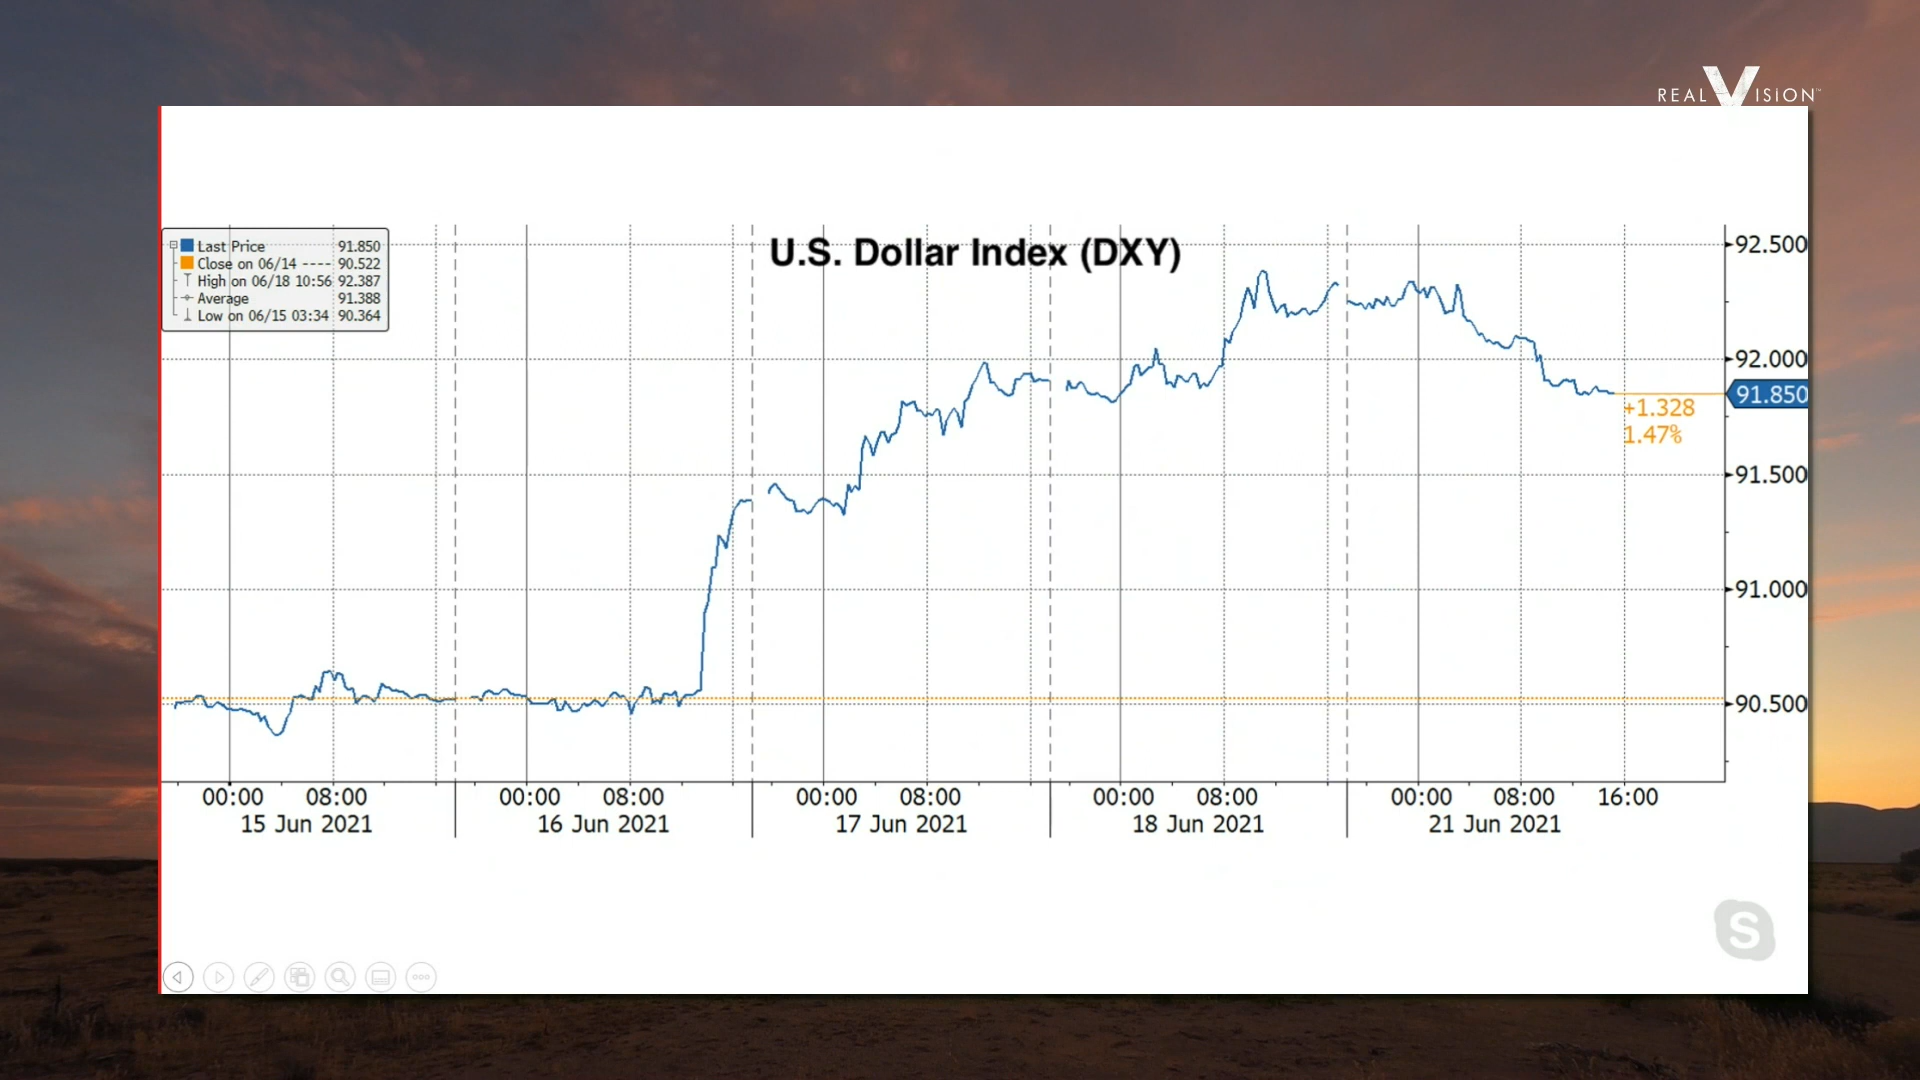 REAL VISION™
U.S. Dollar Index (DXY)
Last Price 91.850
Close on 06/14 ---- 90.522
High on 06/18 10:56 92.387
Average 91.388
Low on 06/15 03:34 90.364
92.500
92.000
91.850
+1.328
1.47%
91.500
91.000
90.500
00:00 08:00 00:00 08:00 00:00 08:00 00:00 08:00 00:00 08:00 16:00
15 Jun 2021 16 Jun 2021 17 Jun 2021 18 Jun 2021 21 Jun 2021
S